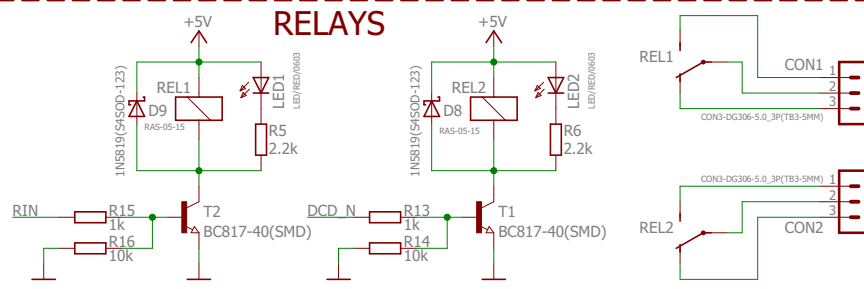 RELAYS
+5V
1N5819(S4SOD-123)
D9
REL1
RAS-05-15
LED1
LED/RED/0603
R5
2.2k
RIN
R15
1k
R16
10k
T2
BC817-40(SMD)
+5V
1N5819(S4SOD-123)
D8
REL2
RAS-05-15
LED2
LED/RED/0603
R6
2.2k
DCD_N
R13
1k
R14
10k
T1
BC817-40(SMD)
REL1
CON1
1
2
3
CON3-DG306-5.0_3P(TB3-5MM)
CON3-DG306-5.0_3P(TB3-5MM)
1
2
3
REL2
CON2